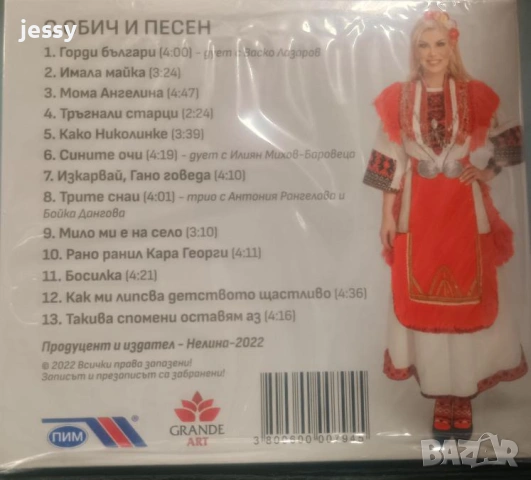 jessy
С ОБИЧ И ПЕСЕН
1. Горди българи (4:00) - дует с Васко Лазаров
2. Имала майка (3:24)
3. Мома Ангелина (4:47)
4. Тръгнали старци (2:24)
5. Како Николинке (3:39)
6. Сините очи (4:19) - дует с Илиян Михов-Баровеца
7. Изкарвай, Гано говеда (4:10)
8. Трите снаи (4:01) - трио с Антония Рангелова и
Бойка Дангова
9. Мило ми е на село (3:10)
10. Рано ранил Кара Георги (4:11)
11. Босилка (4:21)
12. Как ми липсва детството щастливо (4:36)
13. Такива спомени оставям аз (4:16)
Продуцент и издател - Нелина-2022
© 2022 Всички права запазени!
Записът и презаписът са забранени!
ПИМ
GRANDE
ART
BAZAR